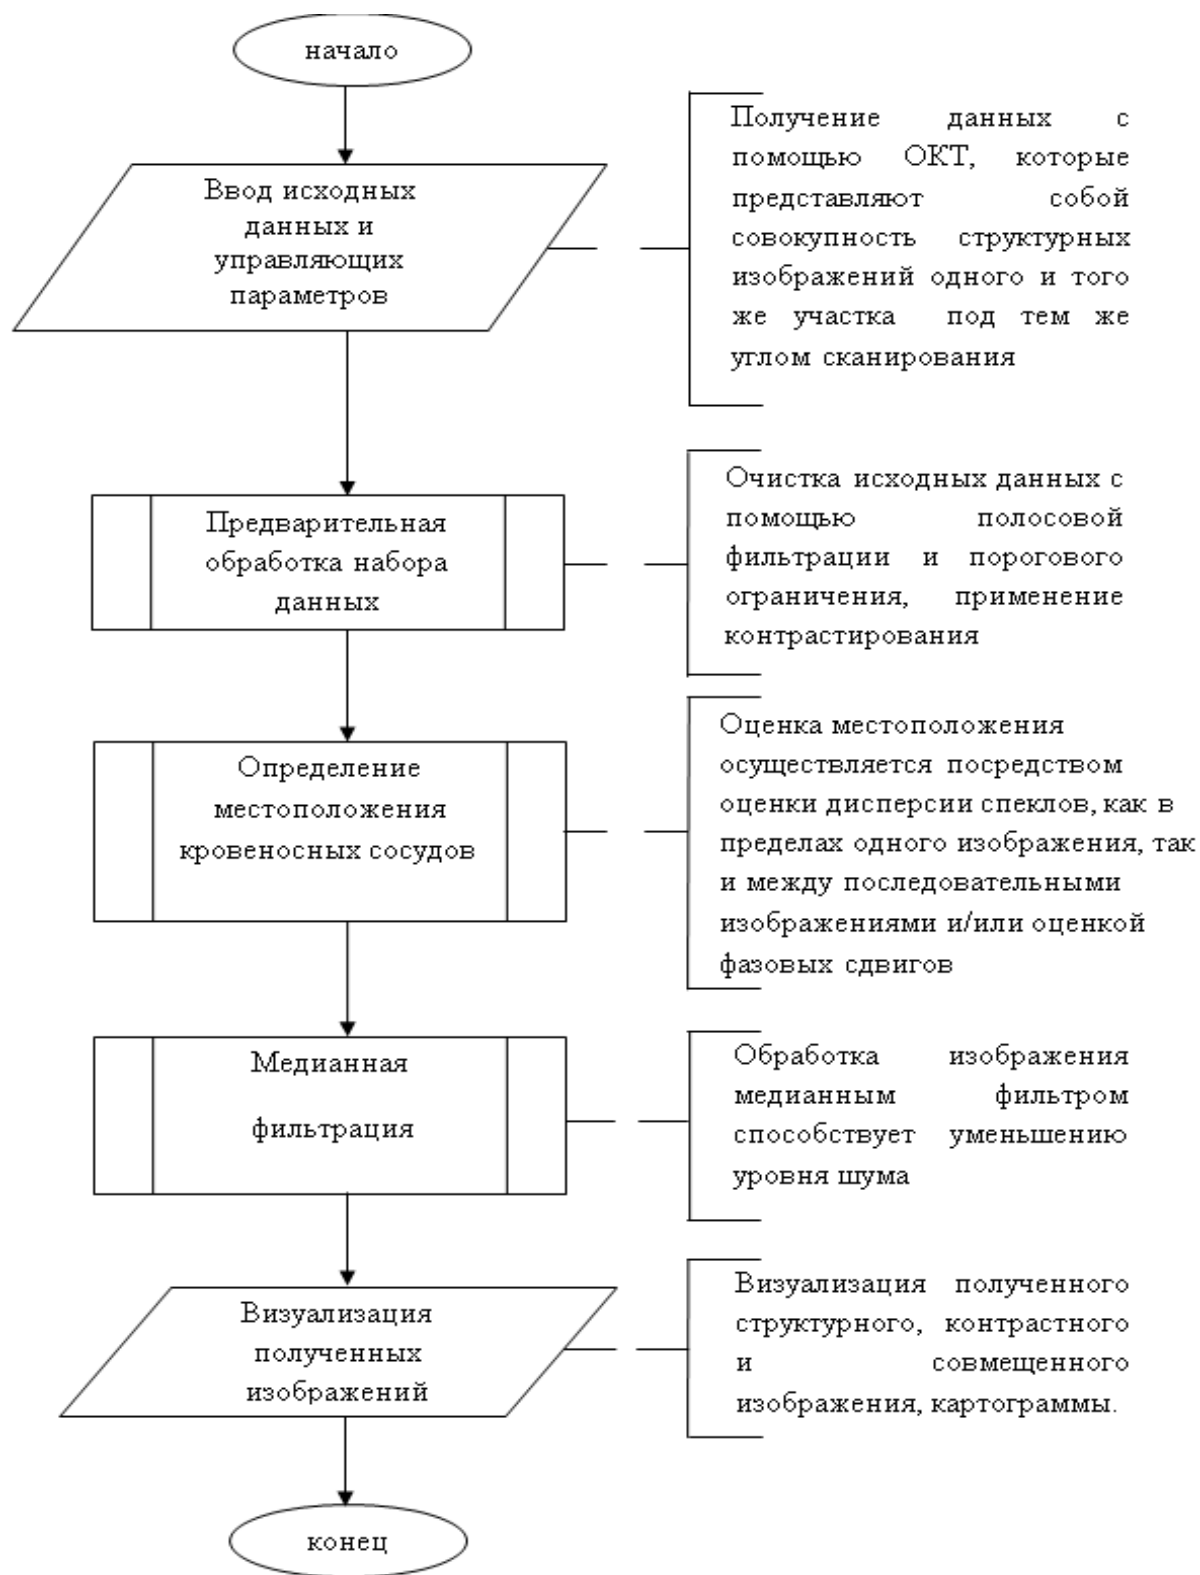 начало
Ввод исходных
данных и
управляющих
параметров
Получение данных с
помощью ОКТ, которые
представляют собой
совокупность структурных
изображений одного и того
же участка под тем же
углом сканирования
Предварительная
обработка набора
данных
Очистка исходных данных с
помощью полосовой
фильтрации и порогового
ограничения, применение
контрастирования
Определение
местоположения
кровеносных сосудов
Оценка местоположения
осуществляется посредством
оценки дисперсии спеклов, как в
пределах одного изображения, так
и между последовательными
изображениями и/или оценкой
фазовых сдвигов
Медианная
фильтрация
Обработка изображения
медианным фильтром
способствует уменьшению
уровня шума
Визуализация
полученных
изображений
Визуализация полученного
структурного, контрастного
и совмещенного
изображения, картограммы.
конец